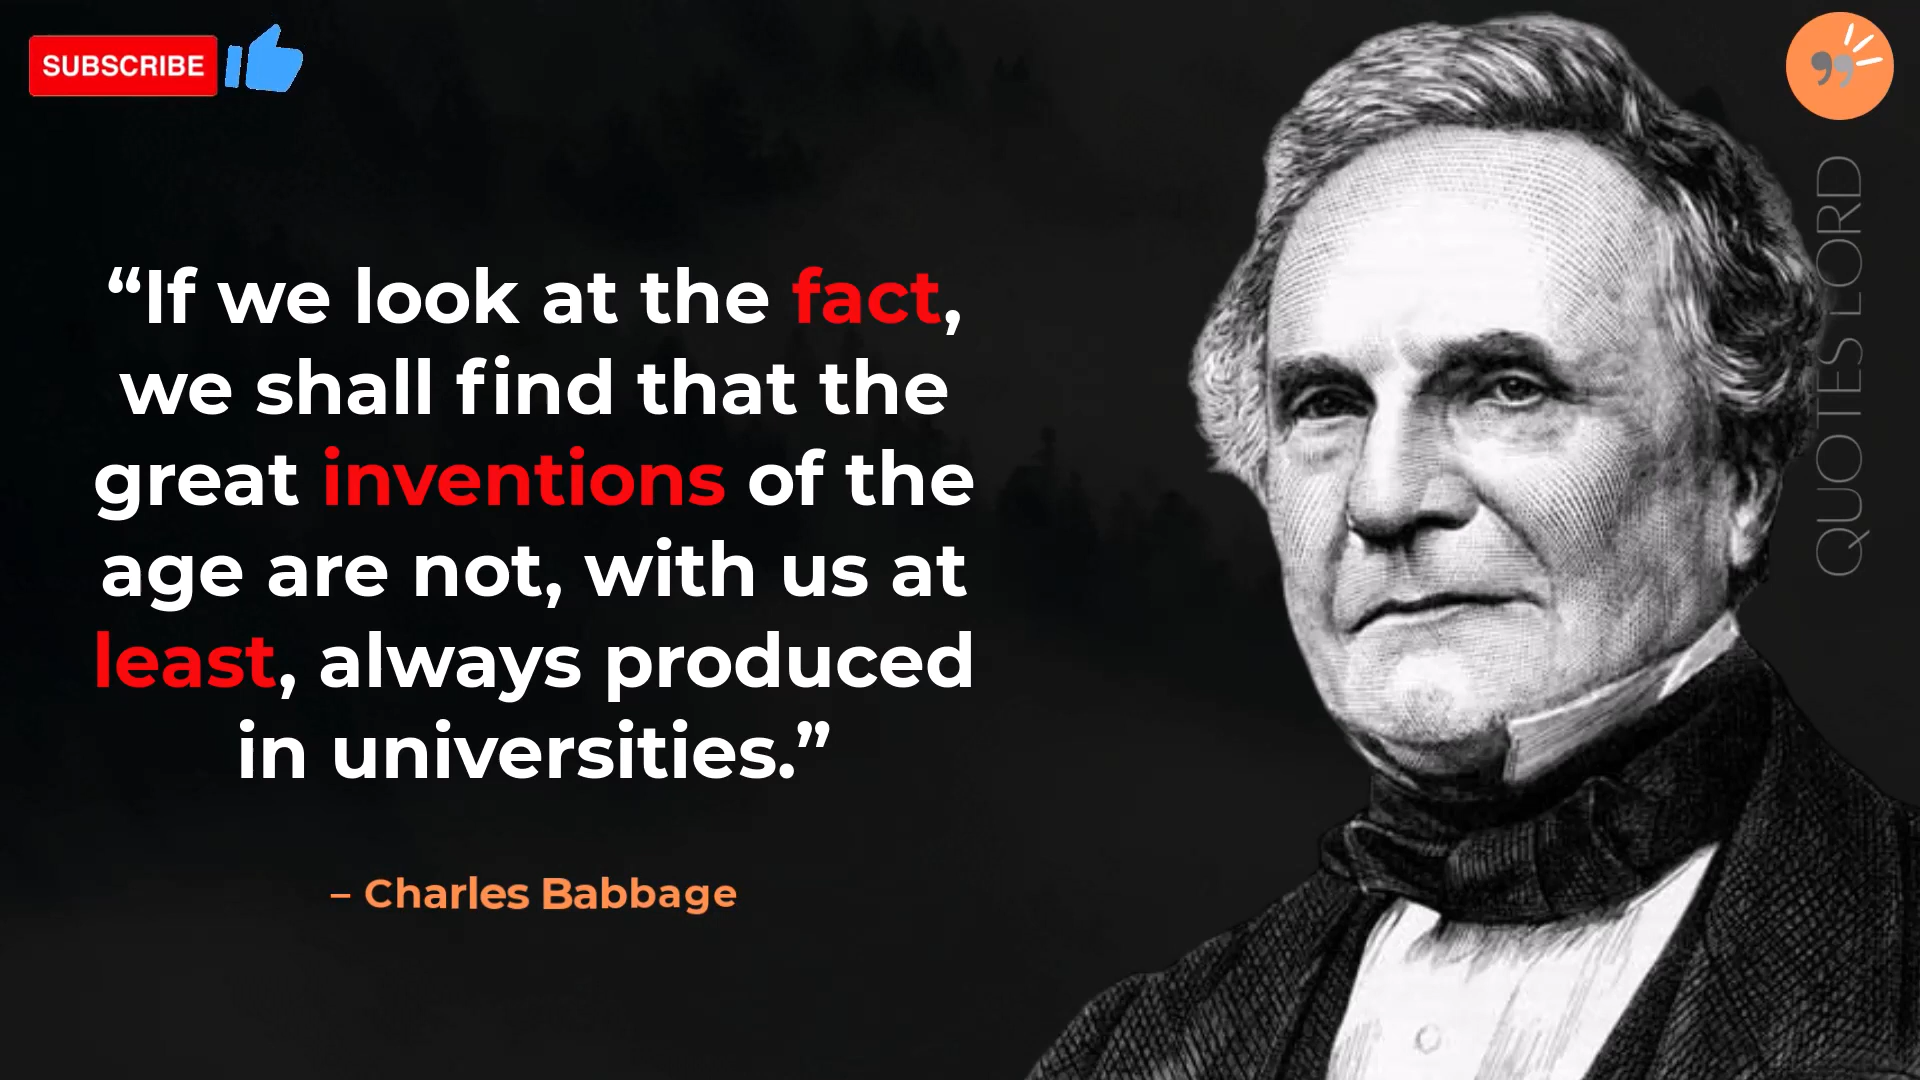 SUBSCRIBE
“If we look at the fact,
we shall find that the
great inventions of the
age are not, with us at
least, always produced
in universities.”
– Charles Babbage
QUOTES LORD